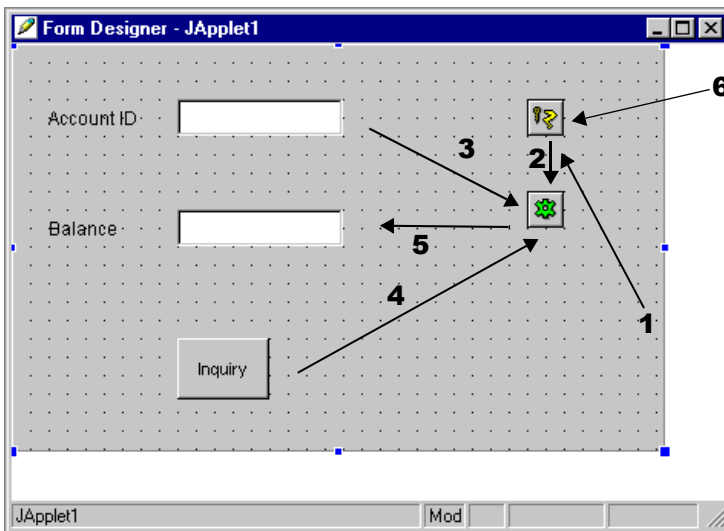 Form Designer - JApplet1
6
Account ID
3
2
Balance
5
4
1
Inquiry
JApplet1 Mod